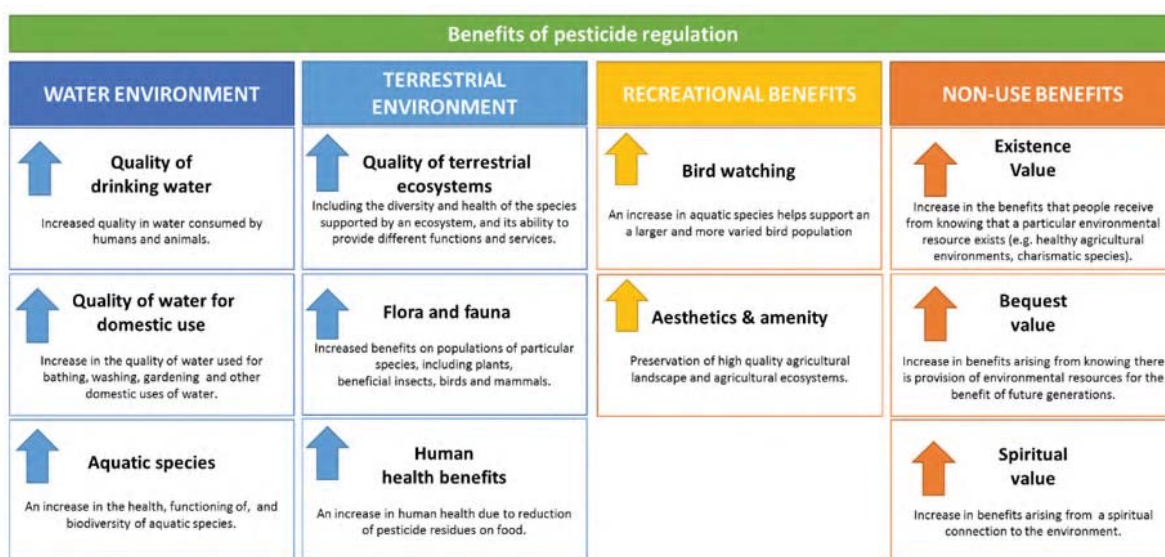 Benefits of pesticide regulation
WATER ENVIRONMENT
TERRESTRIAL
ENVIRONMENT
RECREATIONAL BENEFITS
NON-USE BENEFITS
Quality of
drinking water
Increased quality in water consumed by
humans and animals.
Quality of terrestrial
ecosystems
Including the diversity and health of the species
supported by an ecosystem, and its ability to
provide different functions and services.
Bird watching
An increase in aquatic species helps support an
a larger and more varied bird population
Existence
Value
Increase in the benefits that people receive
from knowing that a particular environmental
resource exists (e.g. healthy agricultural
environments, charismatic species).
Quality of water for
domestic use
Increase in the quality of water used for
bathing, washing, gardening and other
domestic uses of water.
Flora and fauna
Increased benefits on populations of particular
species, including plants,
beneficial insects, birds and mammals.
Aesthetics & amenity
Preservation of high quality agricultural
landscape and agricultural ecosystems.
Bequest
value
Increase in benefits arising from knowing there
is provision of environmental resources for the
benefit of future generations.
Aquatic species
An increase in the health, functioning of, and
biodiversity of aquatic species.
Human
health benefits
An increase in human health due to reduction
of pesticide residues on food.
Spiritual
value
Increase in benefits arising from a spiritual
connection to the environment.